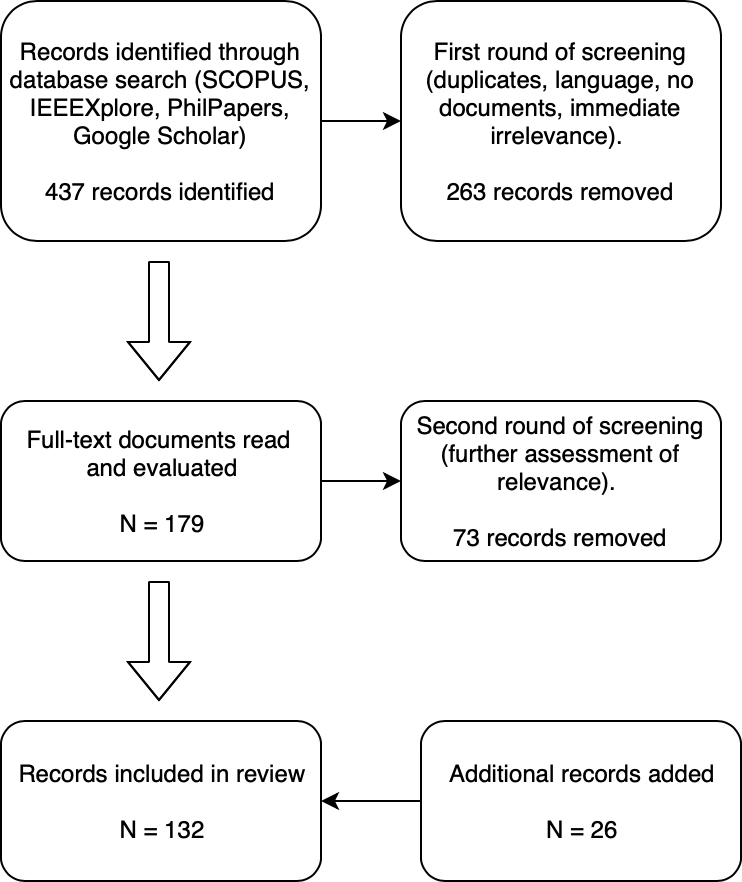 Records identified through
database search (SCOPUS,
IEEEXplore, PhilPapers,
Google Scholar)
437 records identified
First round of screening
(duplicates, language, no
documents, immediate
irrelevance).
263 records removed
Full-text documents read
and evaluated
N = 179
Second round of screening
(further assessment of
relevance).
73 records removed
Records included in review
N = 132
Additional records added
N = 26